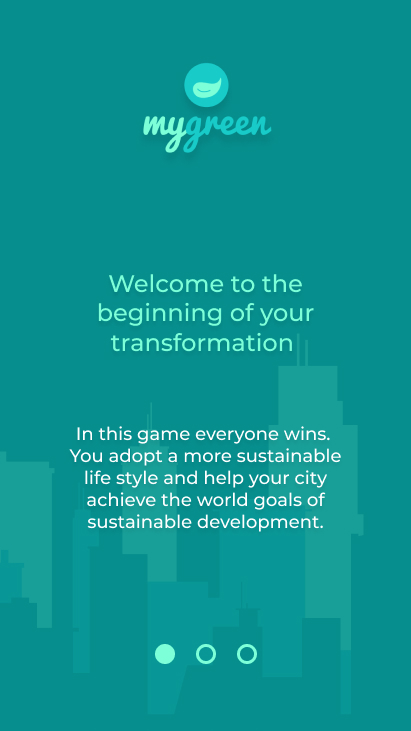 mygreen
Welcome to the
beginning of your
transformation
In this game everyone wins.
You adopt a more sustainable
life style and help your city
achieve the world goals of
sustainable development.